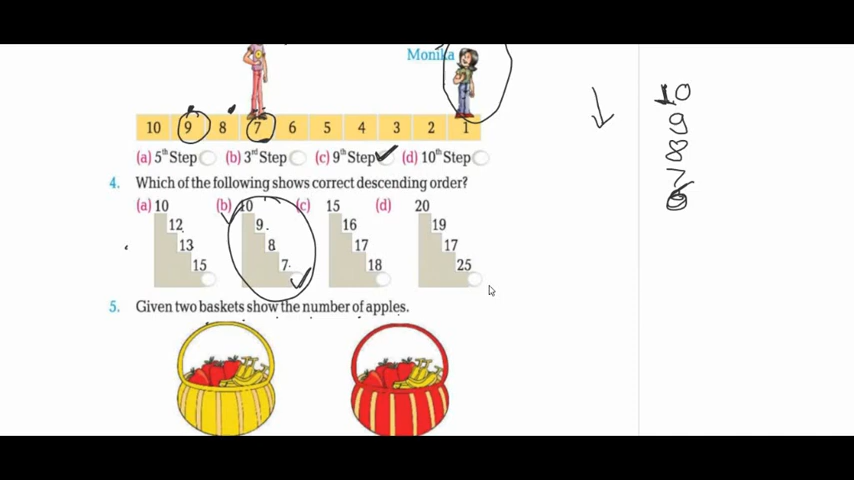 Monika
10 9 8 7 6 5 4 3 2 1
(a) 5th Step (b) 3rd Step (c) 9th Step (d) 10th Step
4. Which of the following shows correct descending order?
(a) 10 (b) 10 (c) 15 (d) 20
12 9 16 19
13 8 17 17
15 7 18 25
5. Given two baskets show the number of apples.
10
9
8
7
6